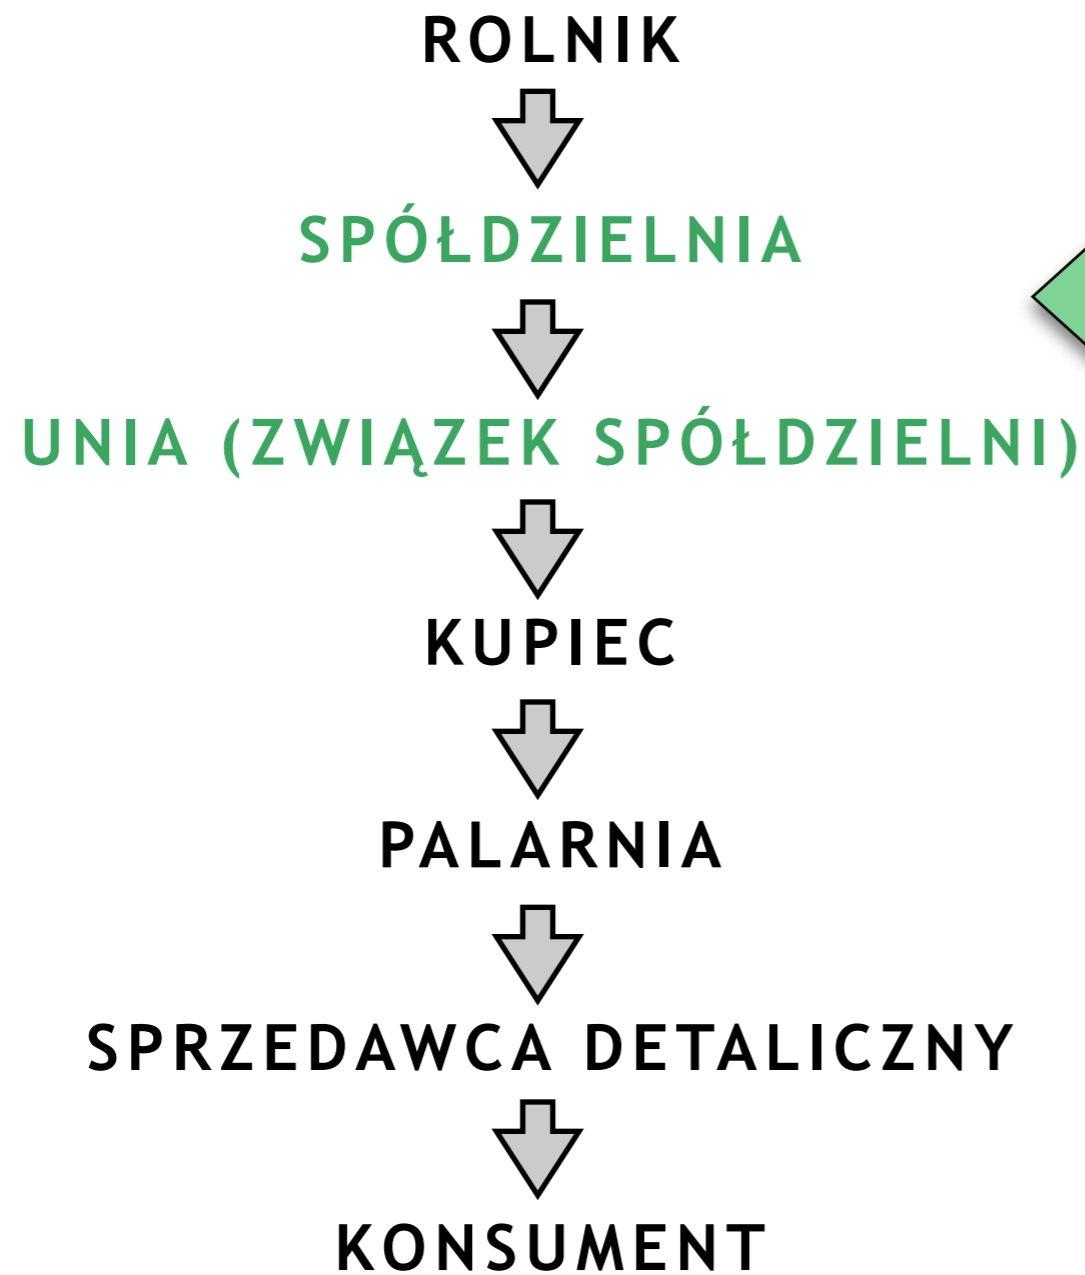 ROLNIK
SPÓŁDZIELNIA
UNIA (ZWIĄZEK SPÓŁDZIELNI)
KUPIEC
PALARNIA
SPRZEDAWCA DETALICZNY
KONSUMENT